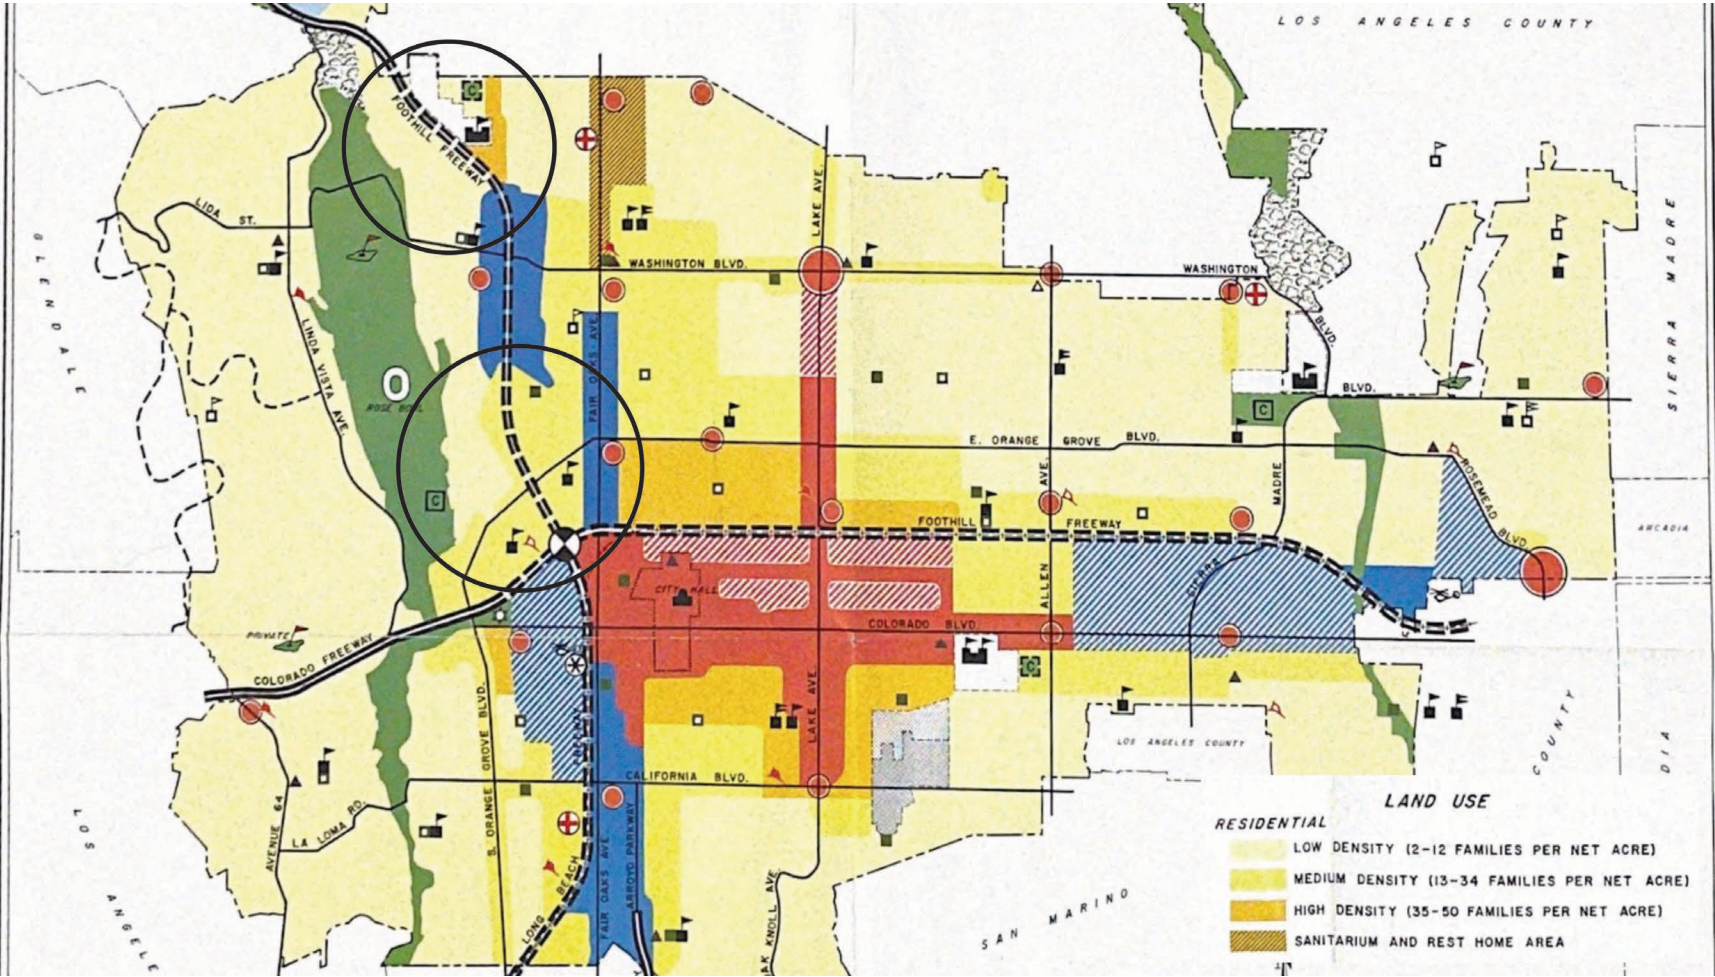 LOS ANGELES COUNTY
FOOTHILL FREEWAY
C
LIDA ST.
LAKE AVE.
WASHINGTON BLVD.
WASHINGTON
BLVD.
GLENDALE
SIERRA MADRE
LINDA VISTA AVE.
FAIR OAKS AVE.
ROSE BOWL
BLVD.
C
E. ORANGE GROVE BLVD.
ALLEN AVE.
MADRE
SIERRA
ROSEMEAD BLVD
C
FOOTHILL FREEWAY
ARCADIA
CITY HALL
COLORADO BLVD.
PRIVATE
COLORADO FREEWAY
C
S. ORANGE GROVE BLVD.
FREEWAY
LAKE AVE.
LOS ANGELES COUNTY
COUNTY
DIA
CALIFORNIA BLVD.
LA LOMA RD.
AVENUE 64
LONG BEACH
FAIR OAKS AVE
ARROYO PARKWAY
OAK KNOLL AVE.
LOS ANGELE
SAN MARINO
LAND USE
RESIDENTIAL
LOW DENSITY (2-12 FAMILIES PER NET ACRE)
MEDIUM DENSITY (13-34 FAMILIES PER NET ACRE)
HIGH DENSITY (35-50 FAMILIES PER NET ACRE)
SANITARIUM AND REST HOME AREA